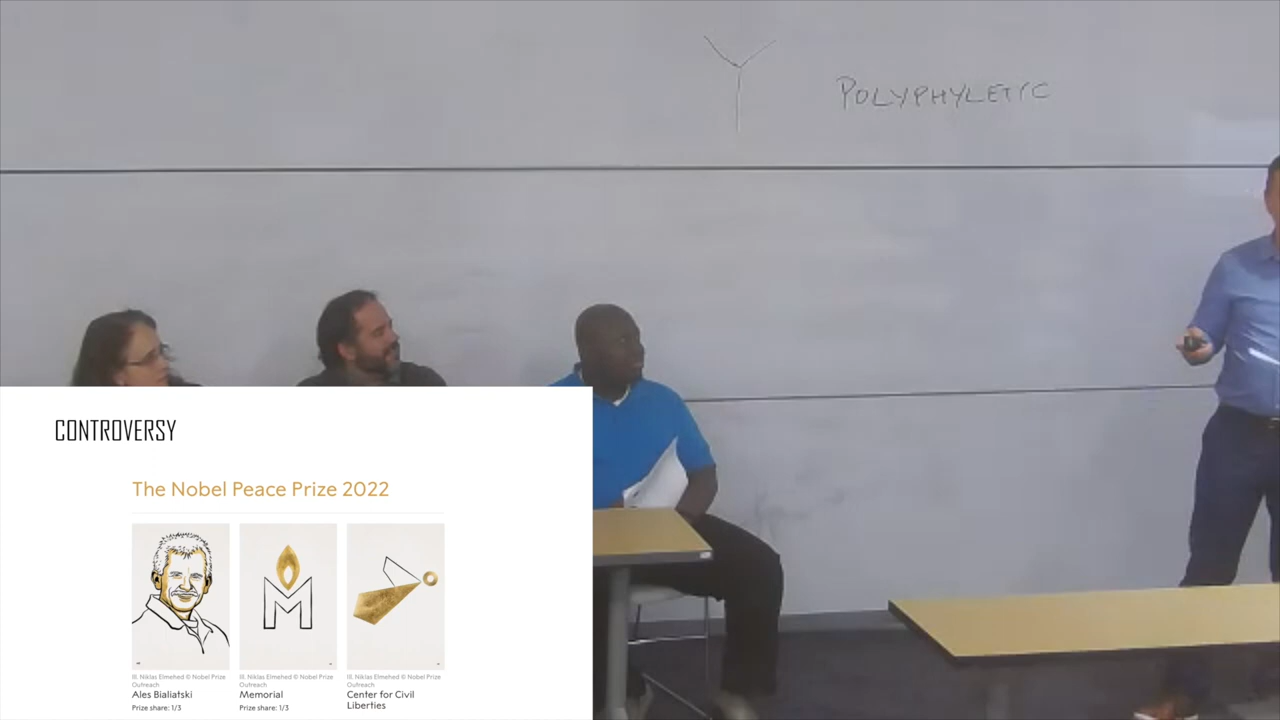 POLYPHYLETIC
CONTROVERSY
The Nobel Peace Prize 2022
Ill. Niklas Elmehed © Nobel Prize
Outreach
Ales Bialiatski
Prize share: 1/3
Ill. Niklas Elmehed © Nobel Prize
Outreach
Memorial
Prize share: 1/3
Ill. Niklas Elmehed © Nobel Prize
Outreach
Center for Civil
Liberties